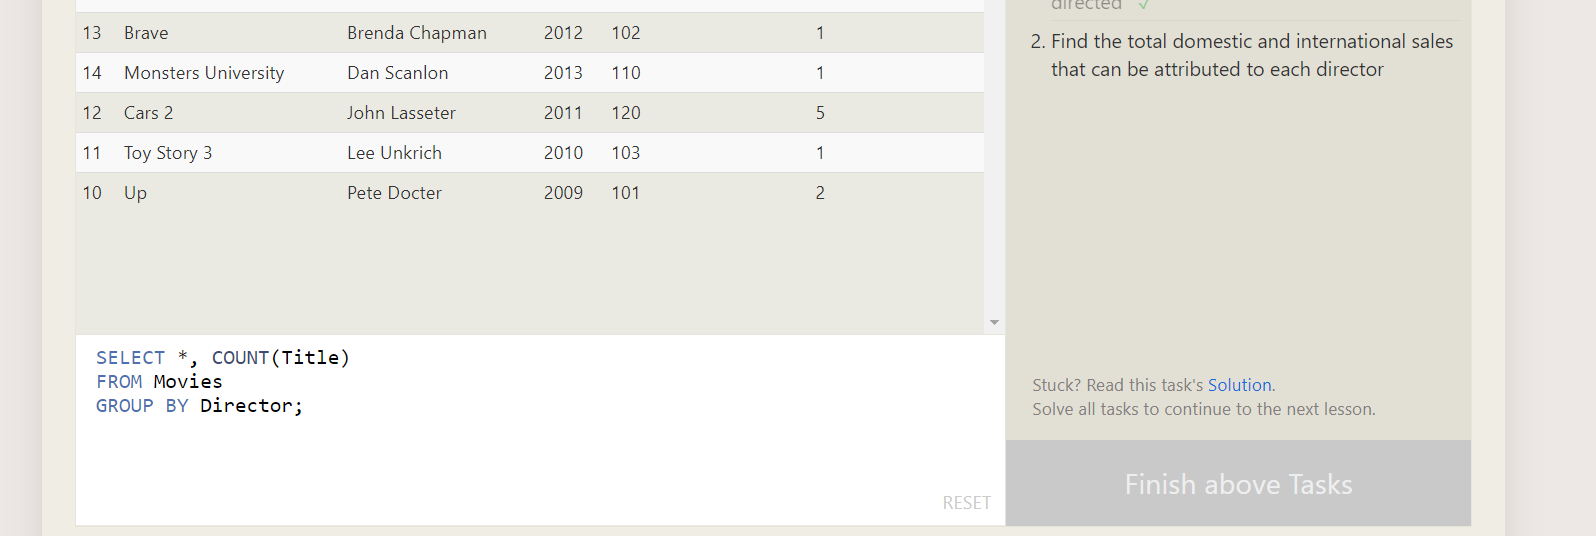 13 Brave Brenda Chapman 2012 102 1
14 Monsters University Dan Scanlon 2013 110 1
12 Cars 2 John Lasseter 2011 120 5
11 Toy Story 3 Lee Unkrich 2010 103 1
10 Up Pete Docter 2009 101 2
SELECT *, COUNT(Title)
FROM Movies
GROUP BY Director;
RESET
directed ✓
2. Find the total domestic and international sales
that can be attributed to each director
Stuck? Read this task's Solution.
Solve all tasks to continue to the next lesson.
Finish above Tasks